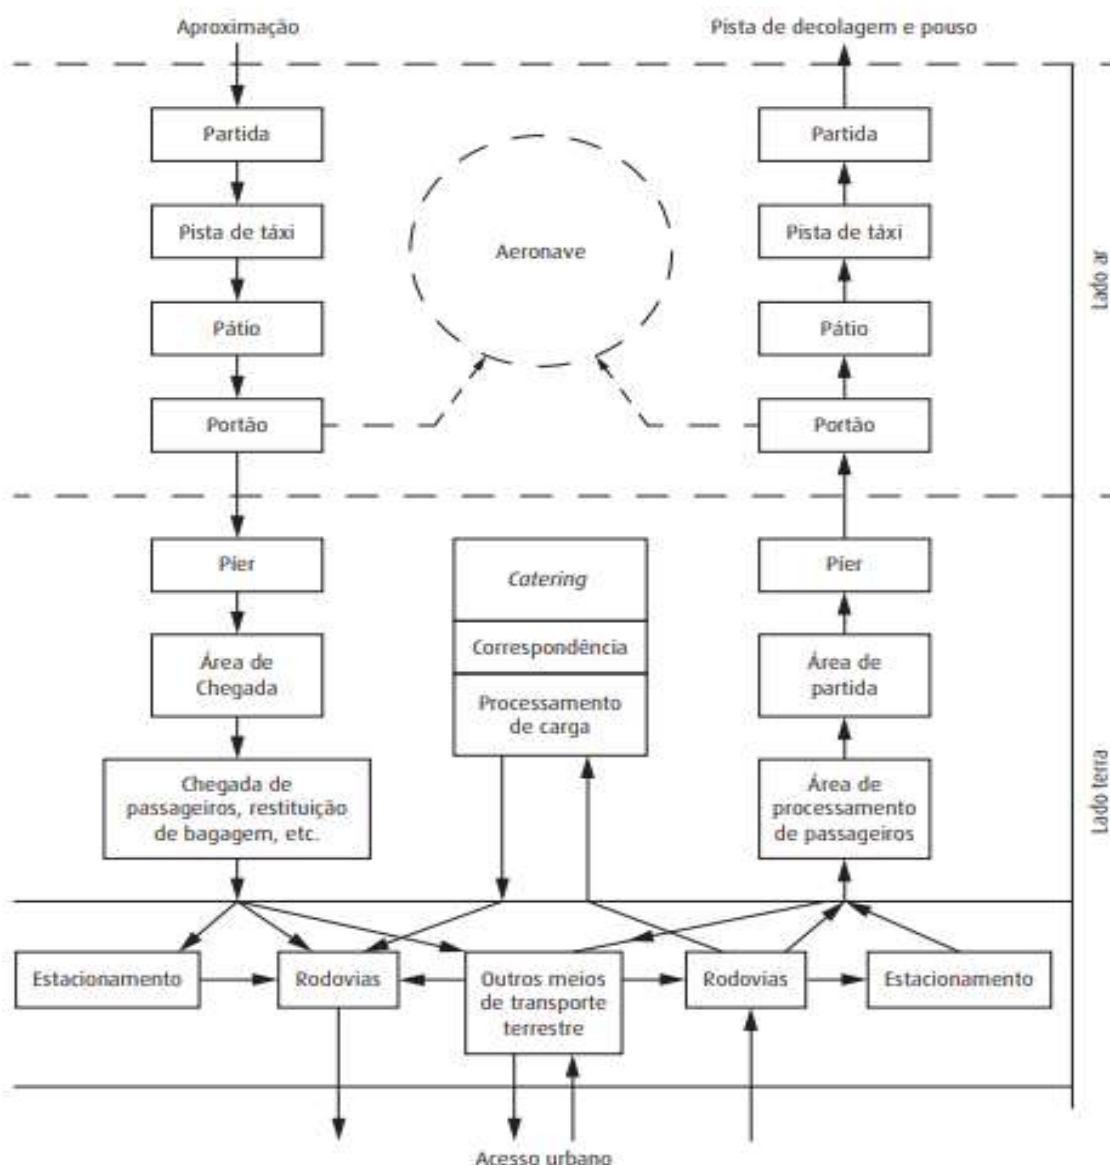 Aproximação
Pista de decolagem e pouso
Partida
Partida
Pista de táxi
Aeronave
Pista de táxi
Lado ar
Pátio
Pátio
Portão
Portão
Píer
Catering
Píer
Correspondência
Área de
Chegada
Processamento
de carga
Área de
partida
Chegada de
passageiros, restituição
de bagagem, etc.
Área de
processamento
de passageiros
Lado terra
Estacionamento
Rodovias
Outros meios
de transporte
terrestre
Rodovias
Estacionamento
Acesso urbano